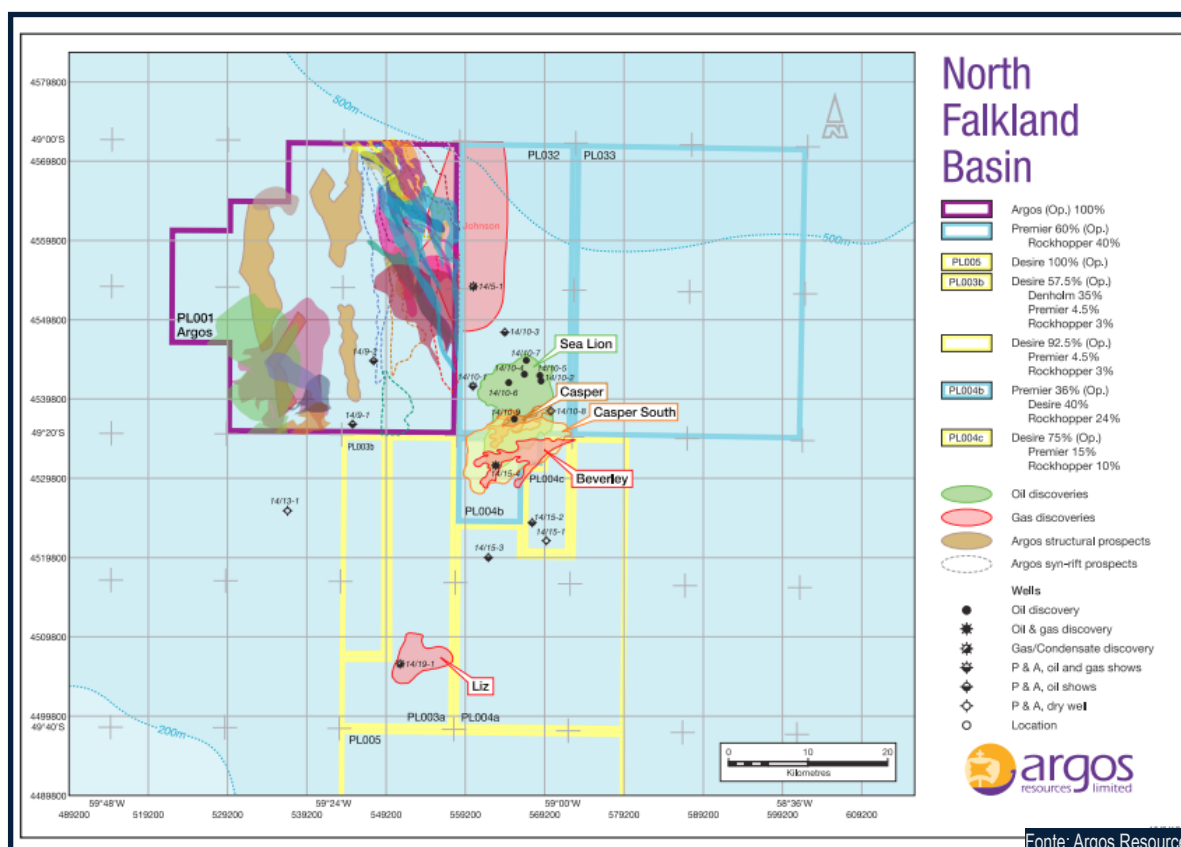 North
Falkland
Basin
Argos (Op.) 100%
Premier 60% (Op.)
Rockhopper 40%
PL005
Desire 100% (Op.)
PL003b
Desire 57.5% (Op.)
Denholm 35%
Premier 4.5%
Rockhopper 3%
Desire 92.5% (Op.)
Premier 4.5%
Rockhopper 3%
PL004b
Premier 36% (Op.)
Desire 40%
Rockhopper 24%
PL004c
Desire 75% (Op.)
Premier 15%
Rockhopper 10%
Oil discoveries
Gas discoveries
Argos structural prospects
Argos syn-rift prospects
Wells
Oil discovery
Oil & gas discovery
Gas/Condensate discovery
P & A, oil and gas shows
P & A, oil shows
P & A, dry well
Location
argos
resources limited
Fonte: Argos Resource
4579800
49°00'S
4569800
4559800
4549800
4539800
49°20'S
4529800
4519800
4509800
4499800
49°40'S
4489800
59°48'W
59°24'W
59°00'W
58°36'W
489200
519200
529200
539200
549200
559200
569200
579200
589200
599200
609200
500m
500m
200m
N
PL032
PL033
Johnson
14/5-1
PL001
Argos
14/10-3
Sea Lion
14/10-7
14/9-2
14/10-4
14/10-5
14/10-1
14/10-2
14/10-6
Casper
14/10-9
14/10-8
Casper South
14/9-1
PL003b
14/15-4
PL004c
Beverley
14/13-1
PL004b
14/15-2
14/15-1
14/15-3
14/19-1
Liz
PL003a
PL004a
PL005
0 10 20
Kilometres